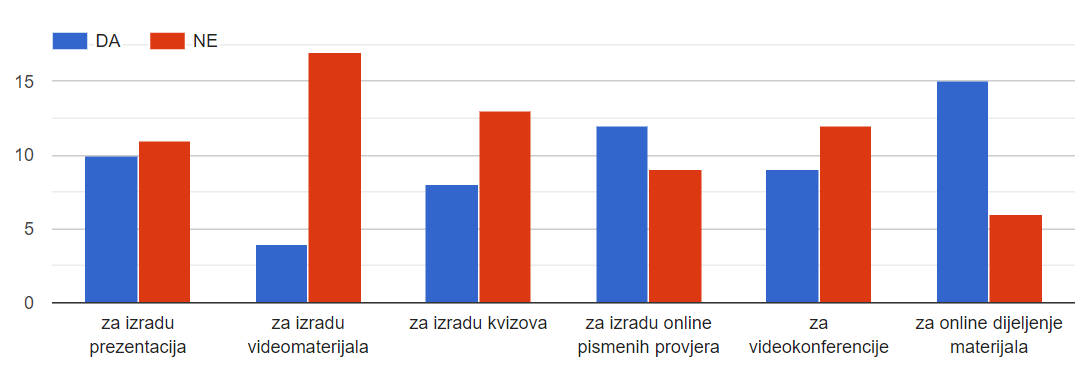 DA NE
15
10
5
0
za izradu
prezentacija
za izradu
videomaterijala
za izradu kvizova
za izradu online
pismenih provjera
za
videokonferencije
za online dijeljenje
materijala